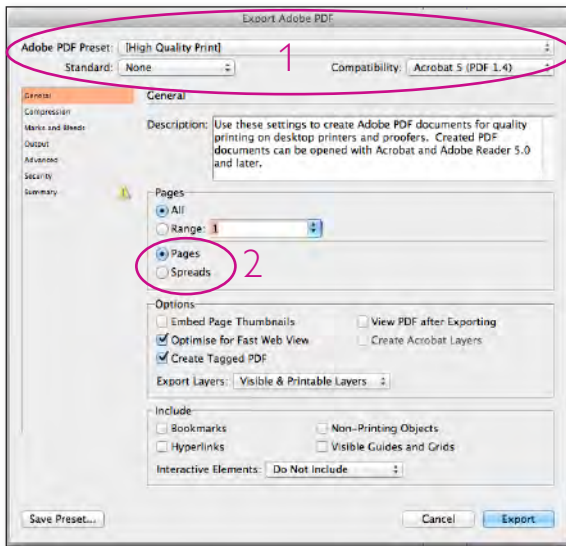 Export Adobe PDF
Adobe PDF Preset: [High Quality Print]
1
Standard: None Compatibility: Acrobat 5 (PDF 1.4)
General General
Compression
Marks and Bleeds
Output
Advanced
Security
Summary
Description: Use these settings to create Adobe PDF documents for quality
printing on desktop printers and proofers. Created PDF
documents can be opened with Acrobat and Adobe Reader 5.0
and later.
Pages
All
Range: 1
Pages
Spreads
2
Options
Embed Page Thumbnails View PDF after Exporting
Optimise for Fast Web View Create Acrobat Layers
Create Tagged PDF
Export Layers: Visible & Printable Layers
Include
Bookmarks Non-Printing Objects
Hyperlinks Visible Guides and Grids
Interactive Elements: Do Not Include
Save Preset... Cancel Export